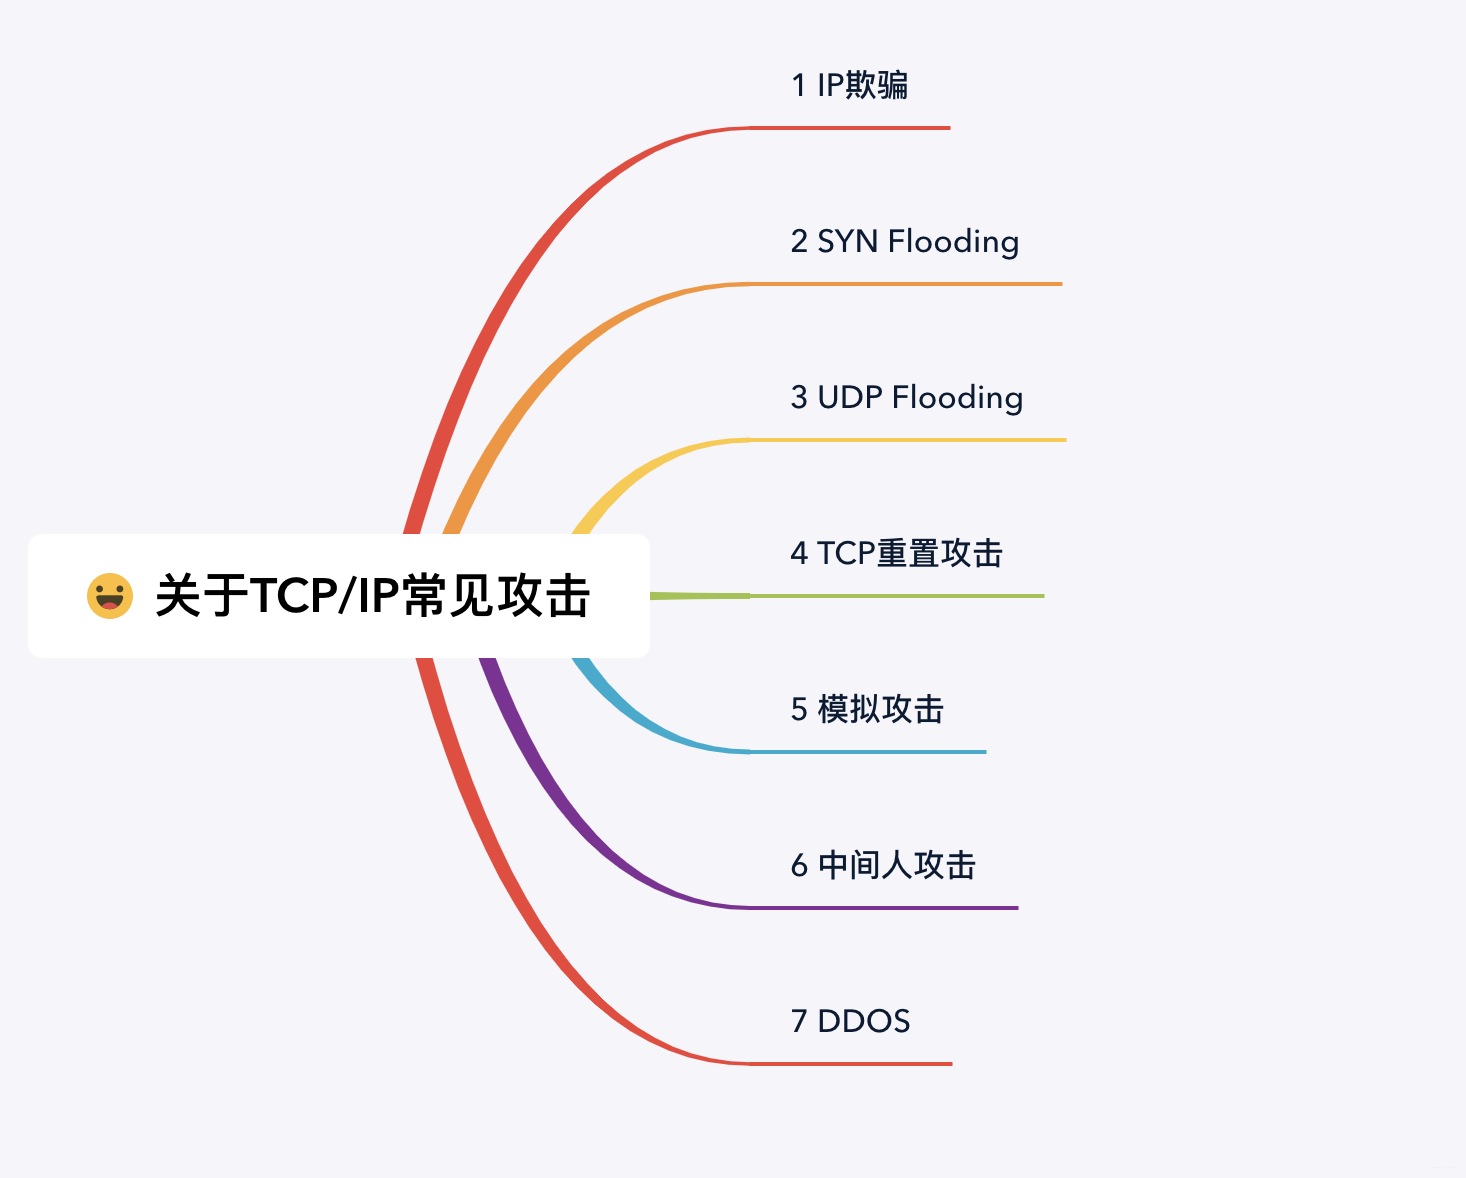 1 IP欺骗
2 SYN Flooding
3 UDP Flooding
关于TCP/IP常见攻击
4 TCP重置攻击
5 模拟攻击
6 中间人攻击
7 DDOS